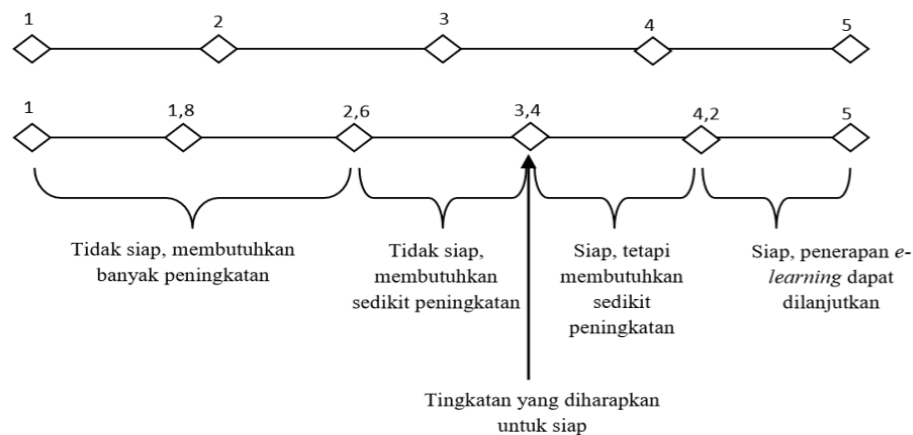 1 2 3 4 5
1 1,8 2,6 3,4 4,2 5
Tidak siap, membutuhkan
banyak peningkatan
Tidak siap,
membutuhkan
sedikit peningkatan
Siap, tetapi
membutuhkan
sedikit
peningkatan
Siap, penerapan e-
learning dapat
dilanjutkan
Tingkatan yang diharapkan
untuk siap